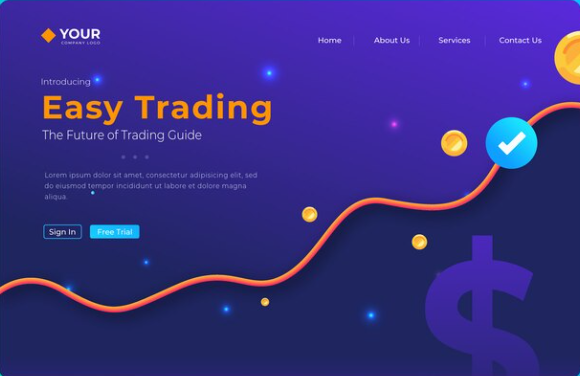 YOUR
COMPANY LOGO
Home
About Us
Services
Contact Us
Introducing
Easy Trading
The Future of Trading Guide
Lorem ipsum dolor sit amet, consectetur adipisicing elit, sed
do eiusmod tempor incididunt ut labore et dolore magna
aliqua.
Sign In
Free Trial
$